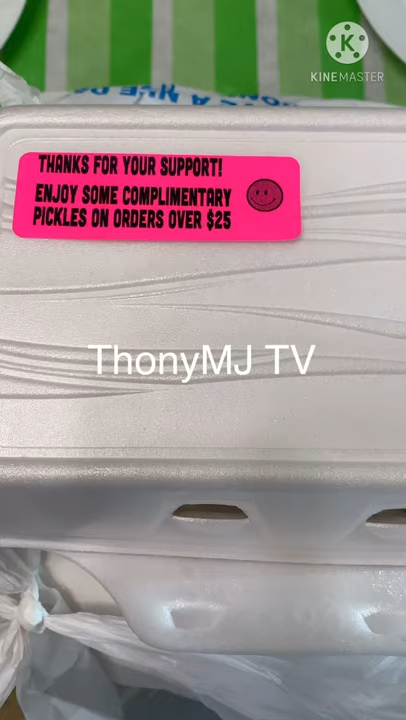 KINEMASTER
THANKS FOR YOUR SUPPORT!
ENJOY SOME COMPLIMENTARY
PICKLES ON ORDERS OVER $25
ThonyMJ TV